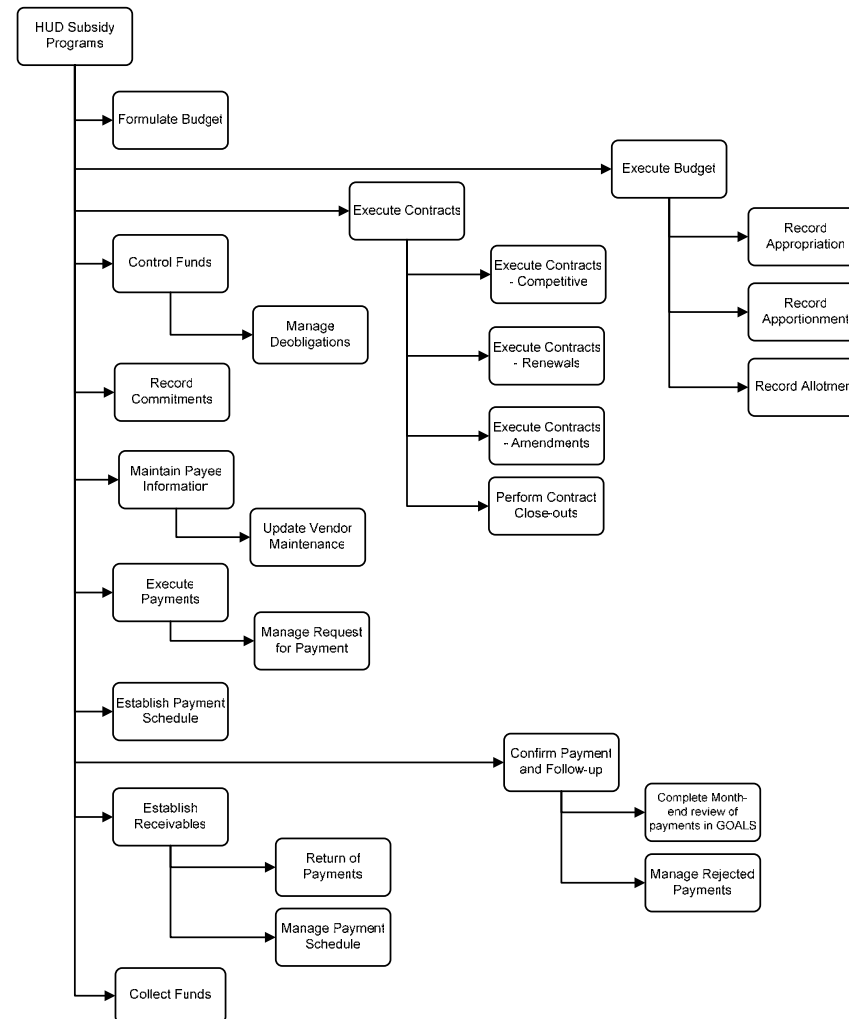 HUD Subsidy
Programs
Formulate Budget
Execute Budget
Execute Contracts
Record
Appropriation
Control Funds
Execute Contracts
- Competitive
Record
Apportionment
Manage
Deobligations
Execute Contracts
- Renewals
Record
Commitments
Record Allotmen
Execute Contracts
- Amendments
Maintain Payee
Information
Perform Contract
Close-outs
Update Vendor
Maintenance
Execute
Payments
Manage Request
for Payment
Establish Payment
Schedule
Confirm Payment
and Follow-up
Establish
Receivables
Complete Month-
end review of
payments in GOALS
Return of
Payments
Manage Rejected
Payments
Manage Payment
Schedule
Collect Funds